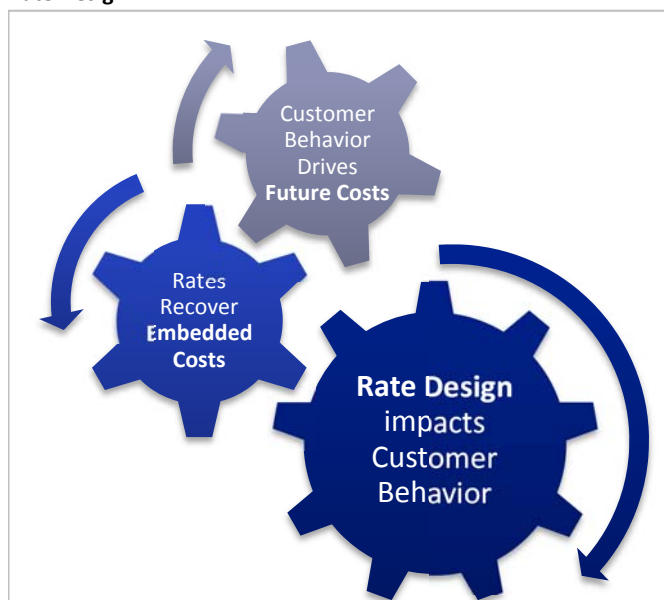 Customer
Behavior
Drives
Future Costs
Rates
Recover
Embedded
Costs
Rate Design
impacts
Customer
Behavior